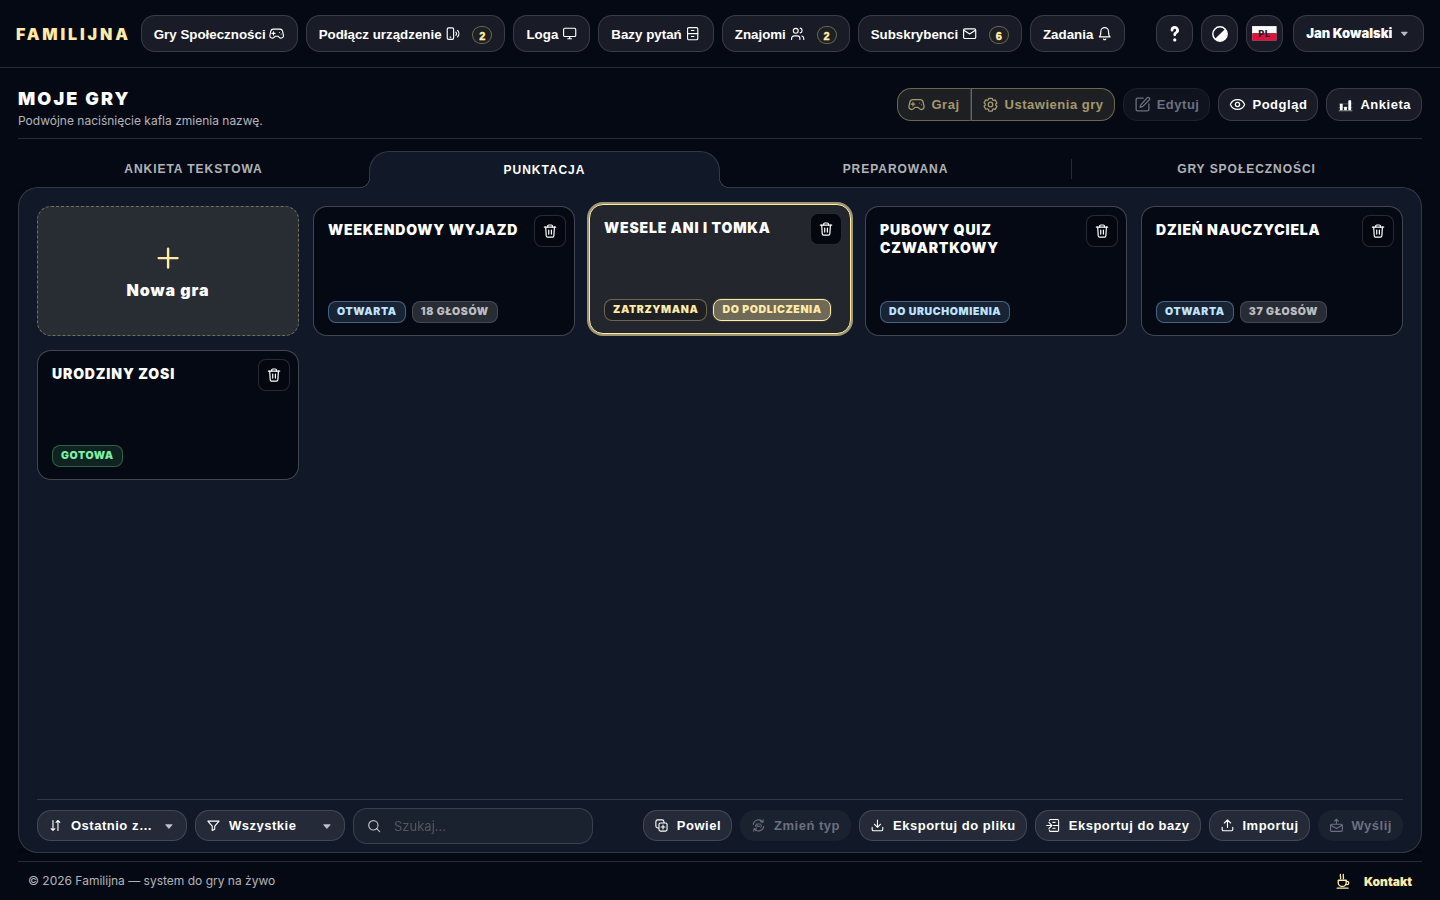 FAMILIJNA Gry Społeczności Podłącz urządzenie 2 Loga Bazy pytań Znajomi 2 Subskrybenci 6 Zadania ? PL Jan Kowalski
MOJE GRY
Podwójne naciśnięcie kafla zmienia nazwę.
Graj Ustawienia gry Edytuj Podgląd Ankieta
ANKIETA TEKSTOWA PUNKTACJA PREPAROWANA GRY SPOŁECZNOŚCI
Nowa gra
WEEKENDOWY WYJAZD
OTWARTA 18 GŁOSÓW
WESELE ANI I TOMKA
ZATRZYMANA DO PODLICZENIA
PUBOWY QUIZ
CZWARTKOWY
DO URUCHOMIENIA
DZIEŃ NAUCZYCIELA
OTWARTA 37 GŁOSÓW
URODZINY ZOSI
GOTOWA
Ostatnio z... Wszystkie Szukaj... Powiel Zmień typ Eksportuj do pliku Eksportuj do bazy Importuj Wyślij
© 2026 Familijna — system do gry na żywo Kontakt